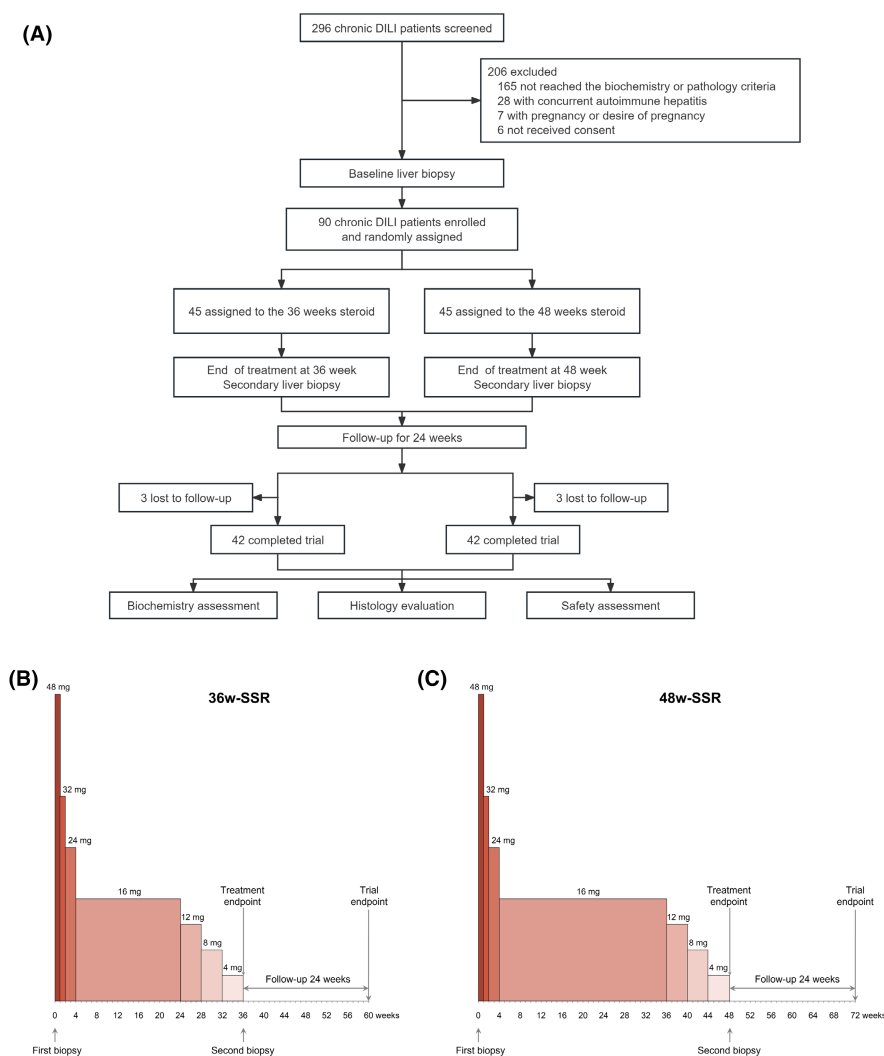 (A)
296 chronic DILI patients screened
206 excluded
165 not reached the biochemistry or pathology criteria
28 with concurrent autoimmune hepatitis
7 with pregnancy or desire of pregnancy
6 not received consent
Baseline liver biopsy
90 chronic DILI patients enrolled
and randomly assigned
45 assigned to the 36 weeks steroid
45 assigned to the 48 weeks steroid
End of treatment at 36 week
Secondary liver biopsy
End of treatment at 48 week
Secondary liver biopsy
Follow-up for 24 weeks
3 lost to follow-up
3 lost to follow-up
42 completed trial
42 completed trial
Biochemistry assessment
Histology evaluation
Safety assessment
(B)
36w-SSR
48 mg
32 mg
24 mg
16 mg
12 mg
8 mg
4 mg
Treatment
endpoint
Trial
endpoint
Follow-up 24 weeks
0 4 8 12 16 20 24 28 32 36 40 44 48 52 56 60 weeks
First biopsy
Second biopsy
(C)
48w-SSR
48 mg
32 mg
24 mg
16 mg
12 mg
8 mg
4 mg
Treatment
endpoint
Trial
endpoint
Follow-up 24 weeks
0 4 8 12 16 20 24 28 32 36 40 44 48 52 56 60 64 68 72 weeks
First biopsy
Second biopsy